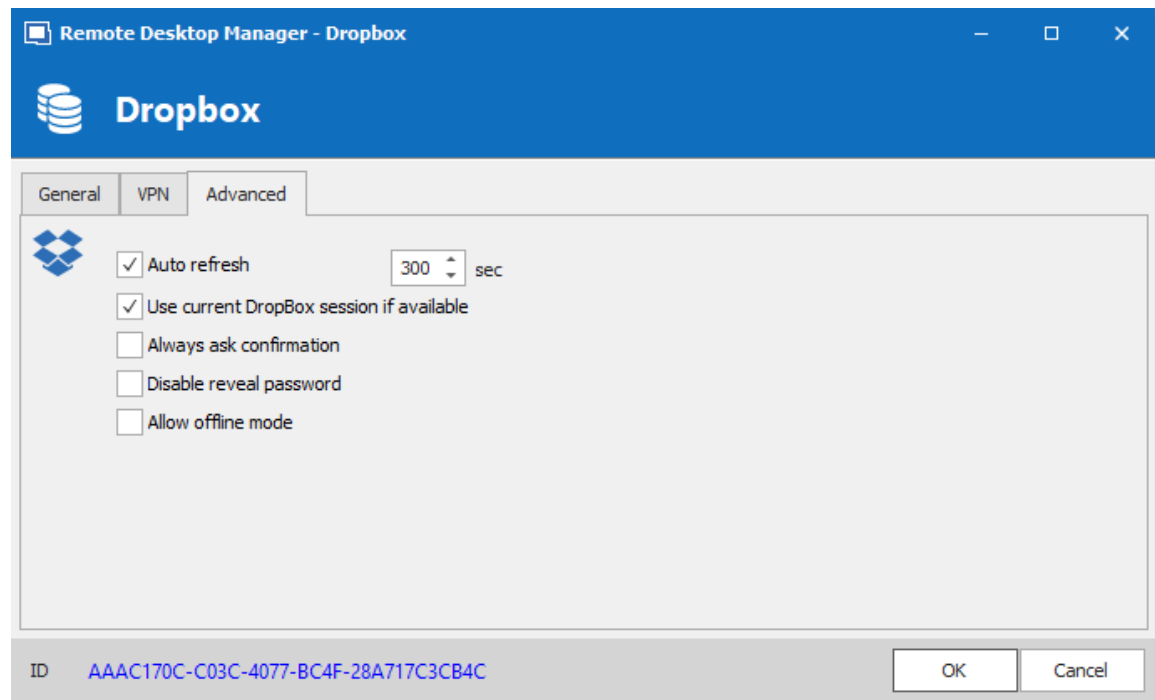 Remote Desktop Manager - Dropbox
Dropbox
General VPN Advanced
Auto refresh 300 sec
Use current DropBox session if available
Always ask confirmation
Disable reveal password
Allow offline mode
ID AAAC170C-C03C-4077-BC4F-28A717C3CB4C OK Cancel